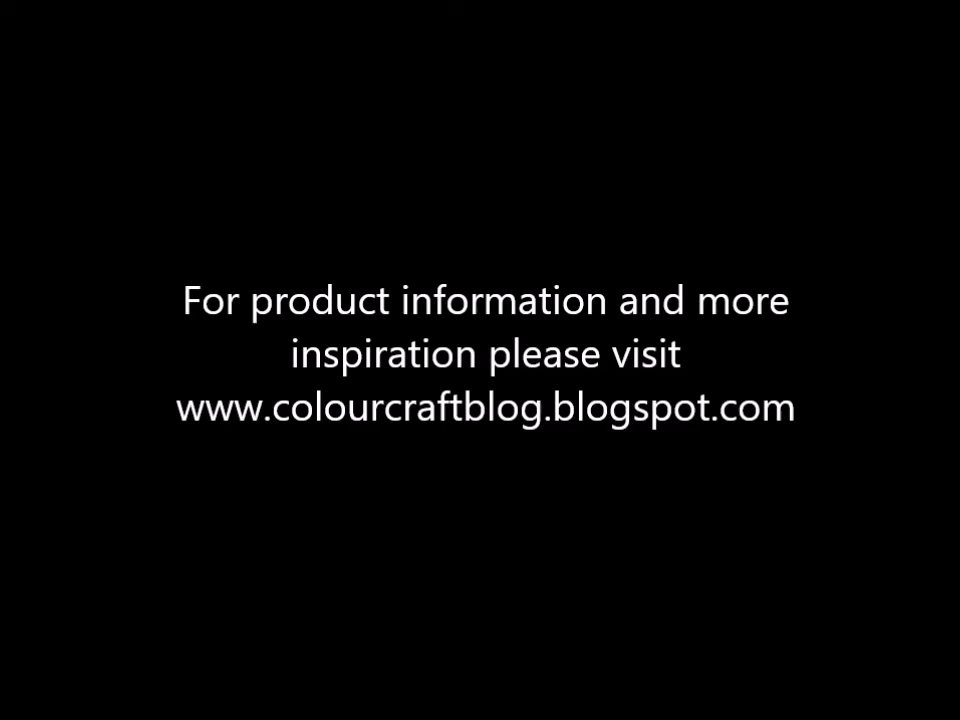 For product information and more
inspiration please visit
www.colourcraftblog.blogspot.com